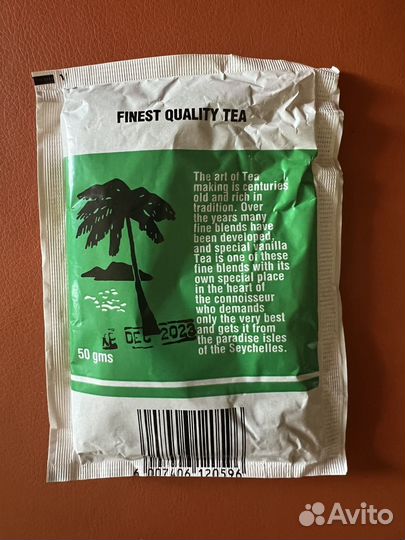 FINEST QUALITY TEA
The art of Tea
making is centuries
old and rich in
tradition. Over
the years many
fine blends have
been developed,
and special vanilla
Tea is one of these
fine blends with its
own special place
in the heart of
the connoisseur
who demands
only the very best
and gets it from
the paradise isles
of the Seychelles.
DEC 2023
50 gms
6 007406 120596
Avito